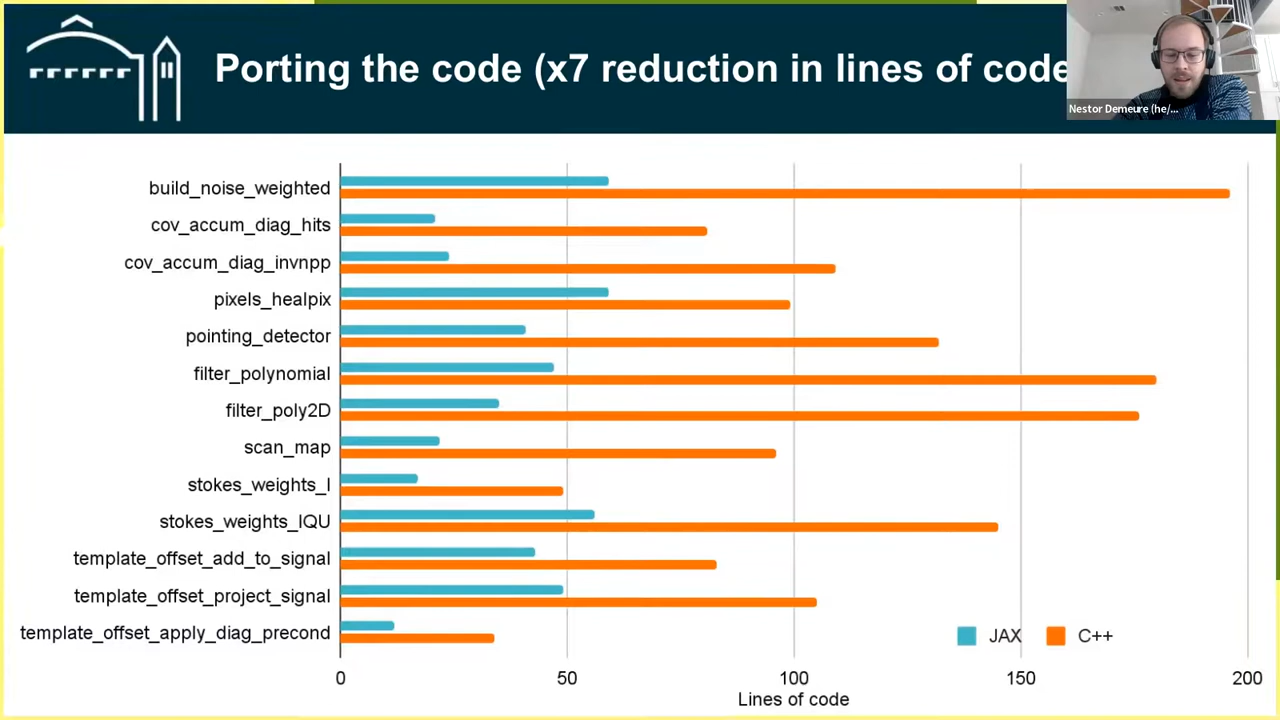 Porting the code (x7 reduction in lines of code
Nestor Demeure (he/...
build_noise_weighted
cov_accum_diag_hits
cov_accum_diag_invnpp
pixels_healpix
pointing_detector
filter_polynomial
filter_poly2D
scan_map
stokes_weights_I
stokes_weights_IQU
template_offset_add_to_signal
template_offset_project_signal
template_offset_apply_diag_precond
JAX
C++
0
50
100
150
200
Lines of code